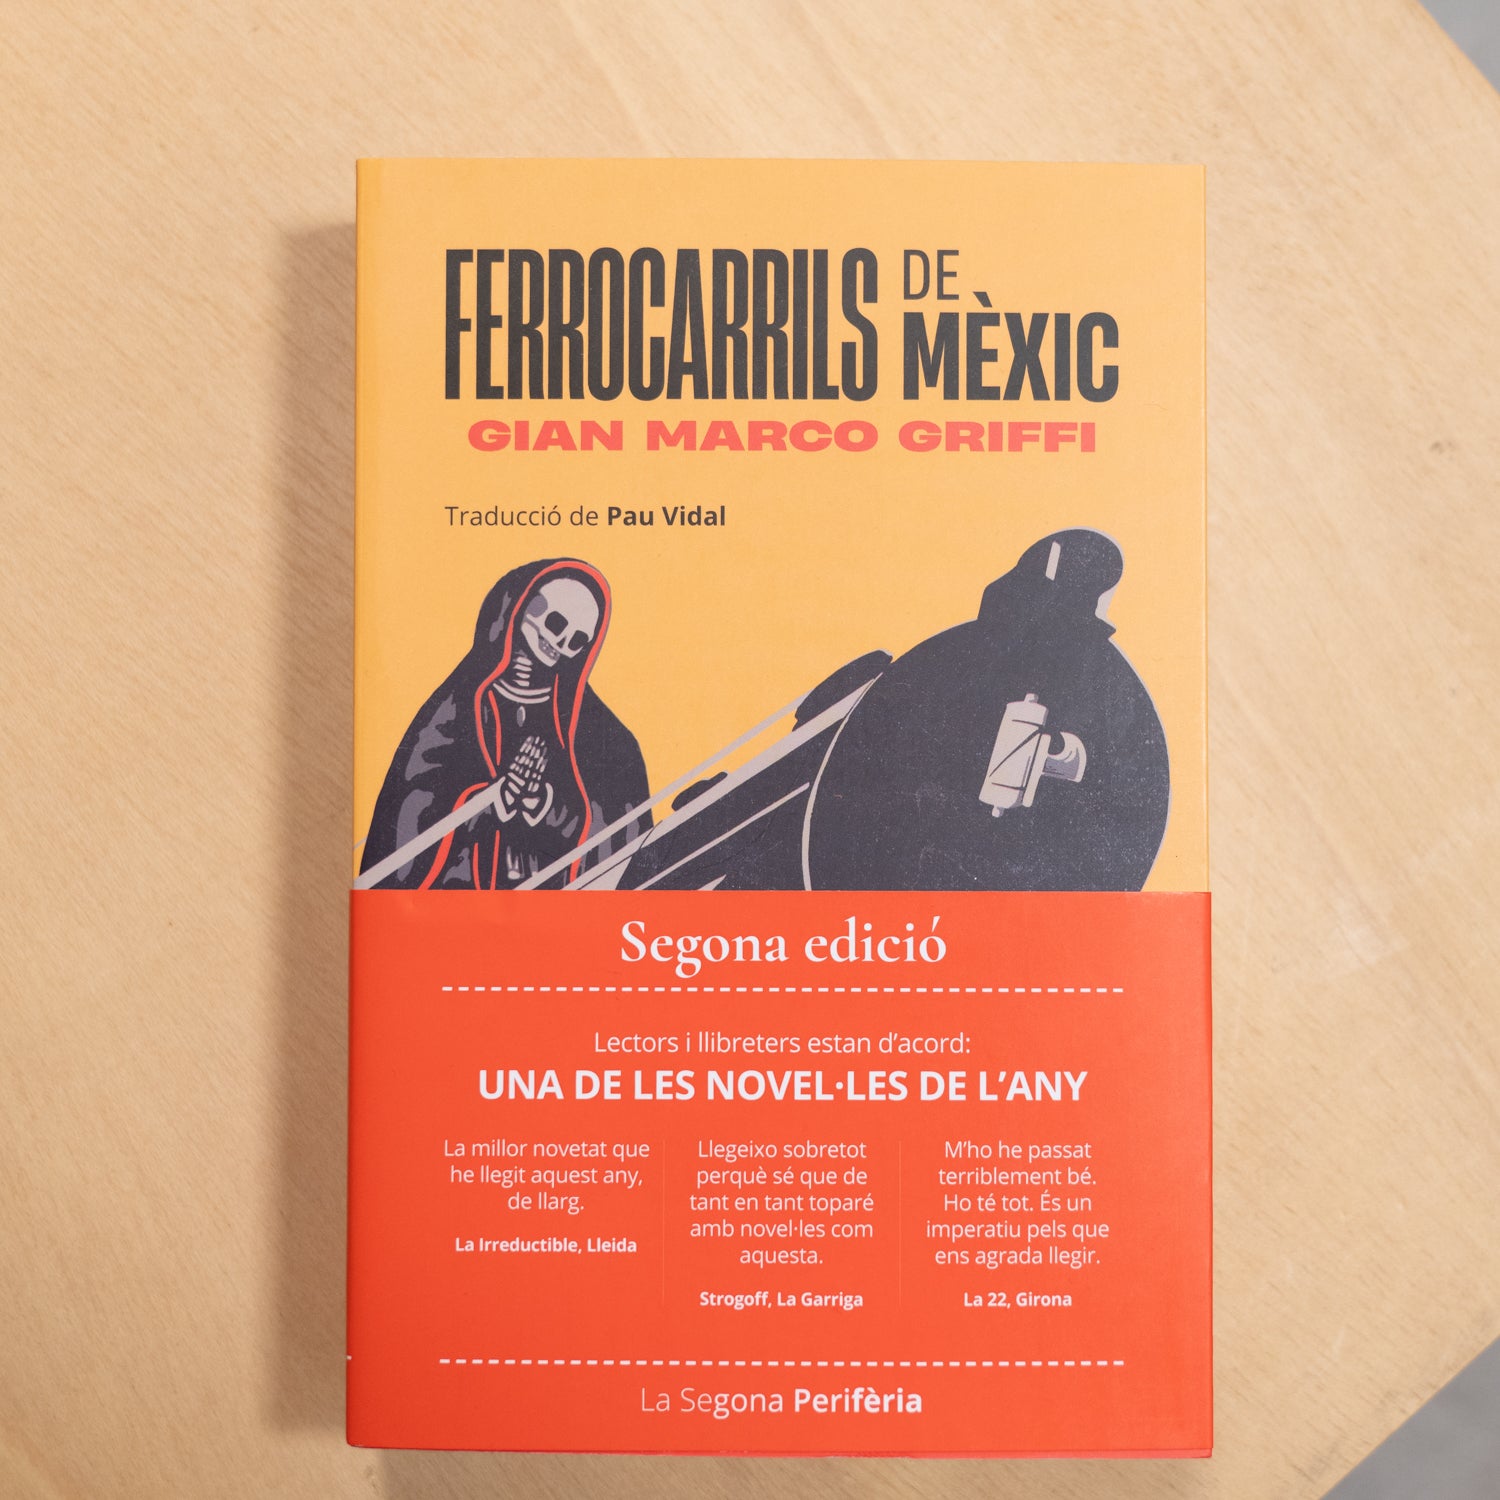 FERROCARRILS DE
MÈXIC
GIAN MARCO GRIFFI
Traducció de Pau Vidal
Segona edició
Lectors i llibreters estan d’acord:
UNA DE LES NOVEL·LES DE L’ANY
La millor novetat que
he llegit aquest any,
de llarg.
La Irreductible, Lleida
Llegeixo sobretot
perquè sé que de
tant en tant toparé
amb novel·les com
aquesta.
Strogoff, La Garriga
M’ho he passat
terriblement bé.
Ho té tot. És un
imperatiu pels que
ens agrada llegir.
La 22, Girona
La Segona Perifèria